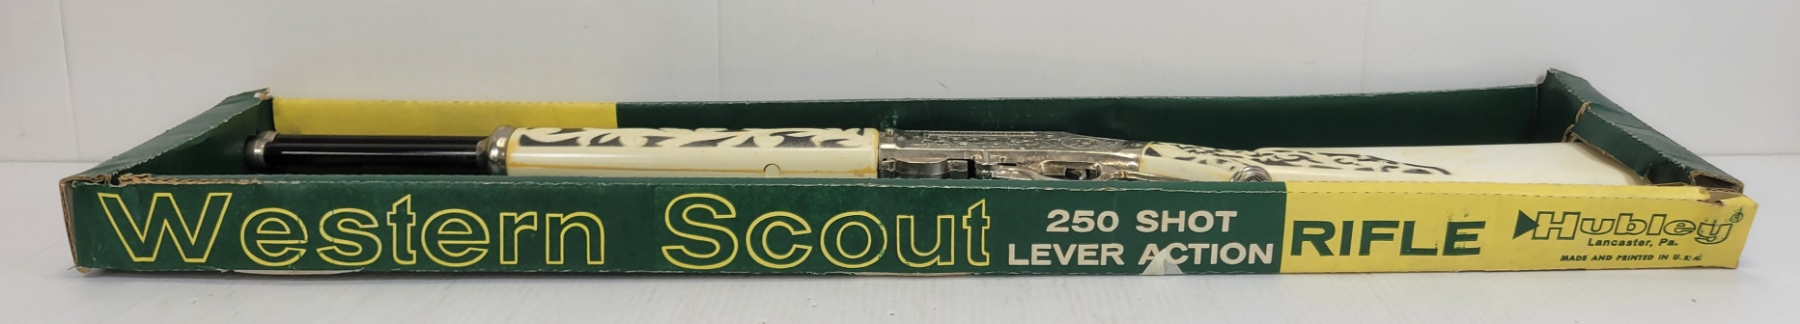 Western Scout
250 SHOT
LEVER ACTION
RIFLE
Hubley®
Lancaster, Pa.
MADE AND PRINTED IN U.S.A.